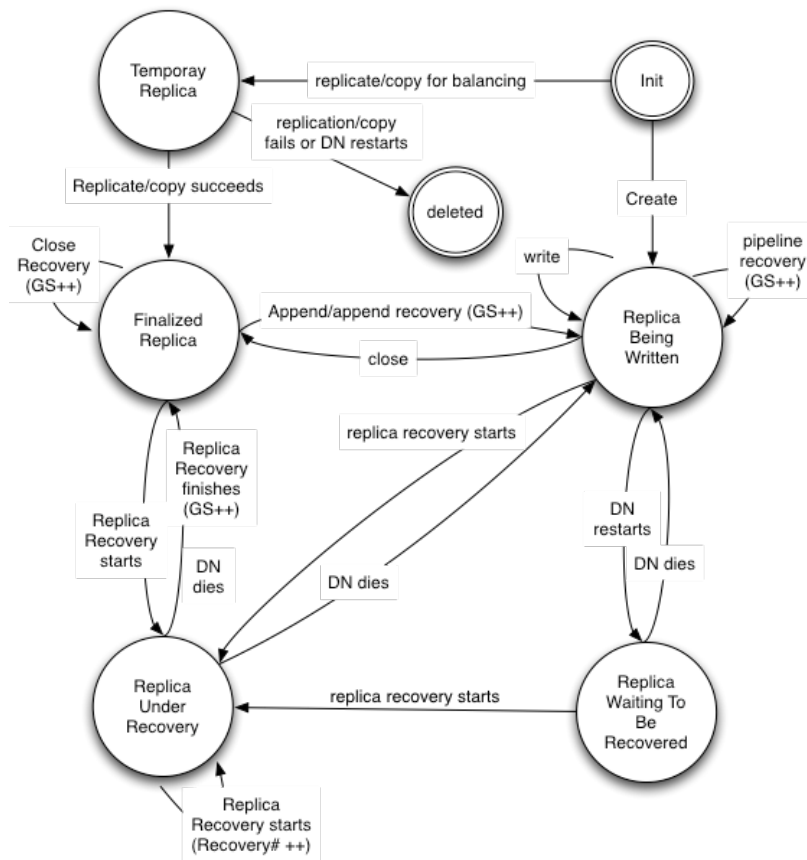 Temporay
Replica
replicate/copy for balancing
Init
replication/copy
fails or DN restarts
Replicate/copy succeeds
deleted
Create
Close
Recovery
(GS++)
write
pipeline
recovery
(GS++)
Finalized
Replica
Append/append recovery (GS++)
close
Replica
Being
Written
replica recovery starts
Replica
Recovery
finishes
(GS++)
Replica
Recovery
starts
DN
dies
DN dies
DN
restarts
DN dies
Replica
Under
Recovery
replica recovery starts
Replica
Waiting To
Be
Recovered
Replica
Recovery starts
(Recovery# ++)